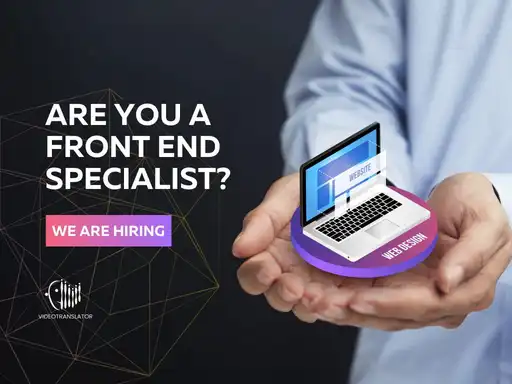 ARE YOU A
FRONT END
SPECIALIST?
WE ARE HIRING
VIDEOTRANSLATOR
WEBSITE
WEB DESIGN